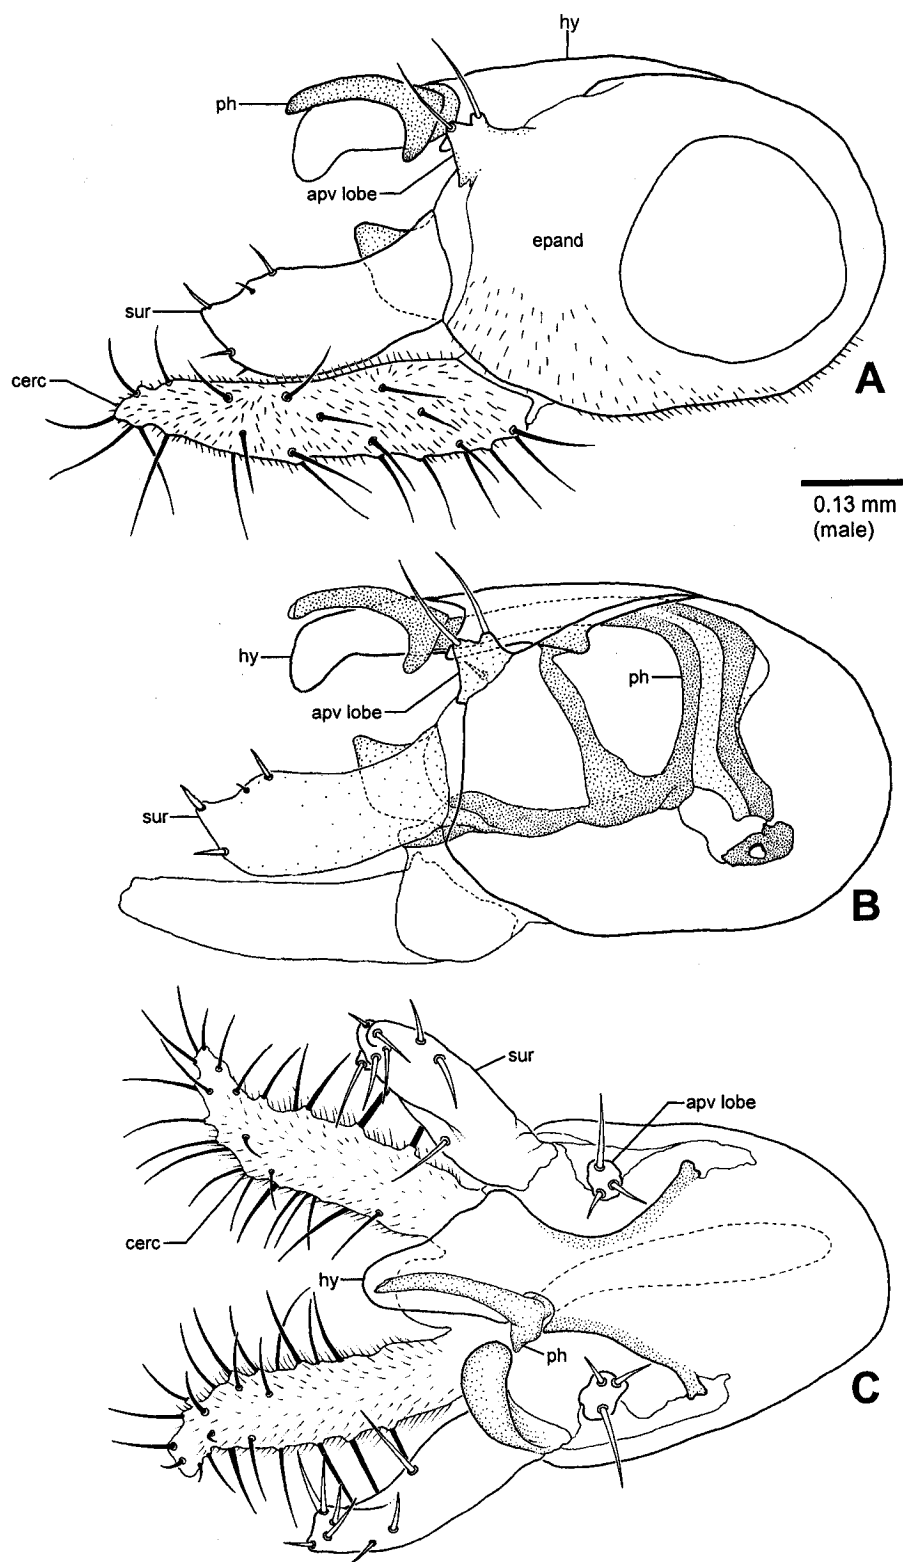 hy
ph
apv lobe
epand
sur
cerc
A
0.13 mm
(male)
hy
ph
apv lobe
sur
B
sur
apv lobe
cerc
hy
ph
C